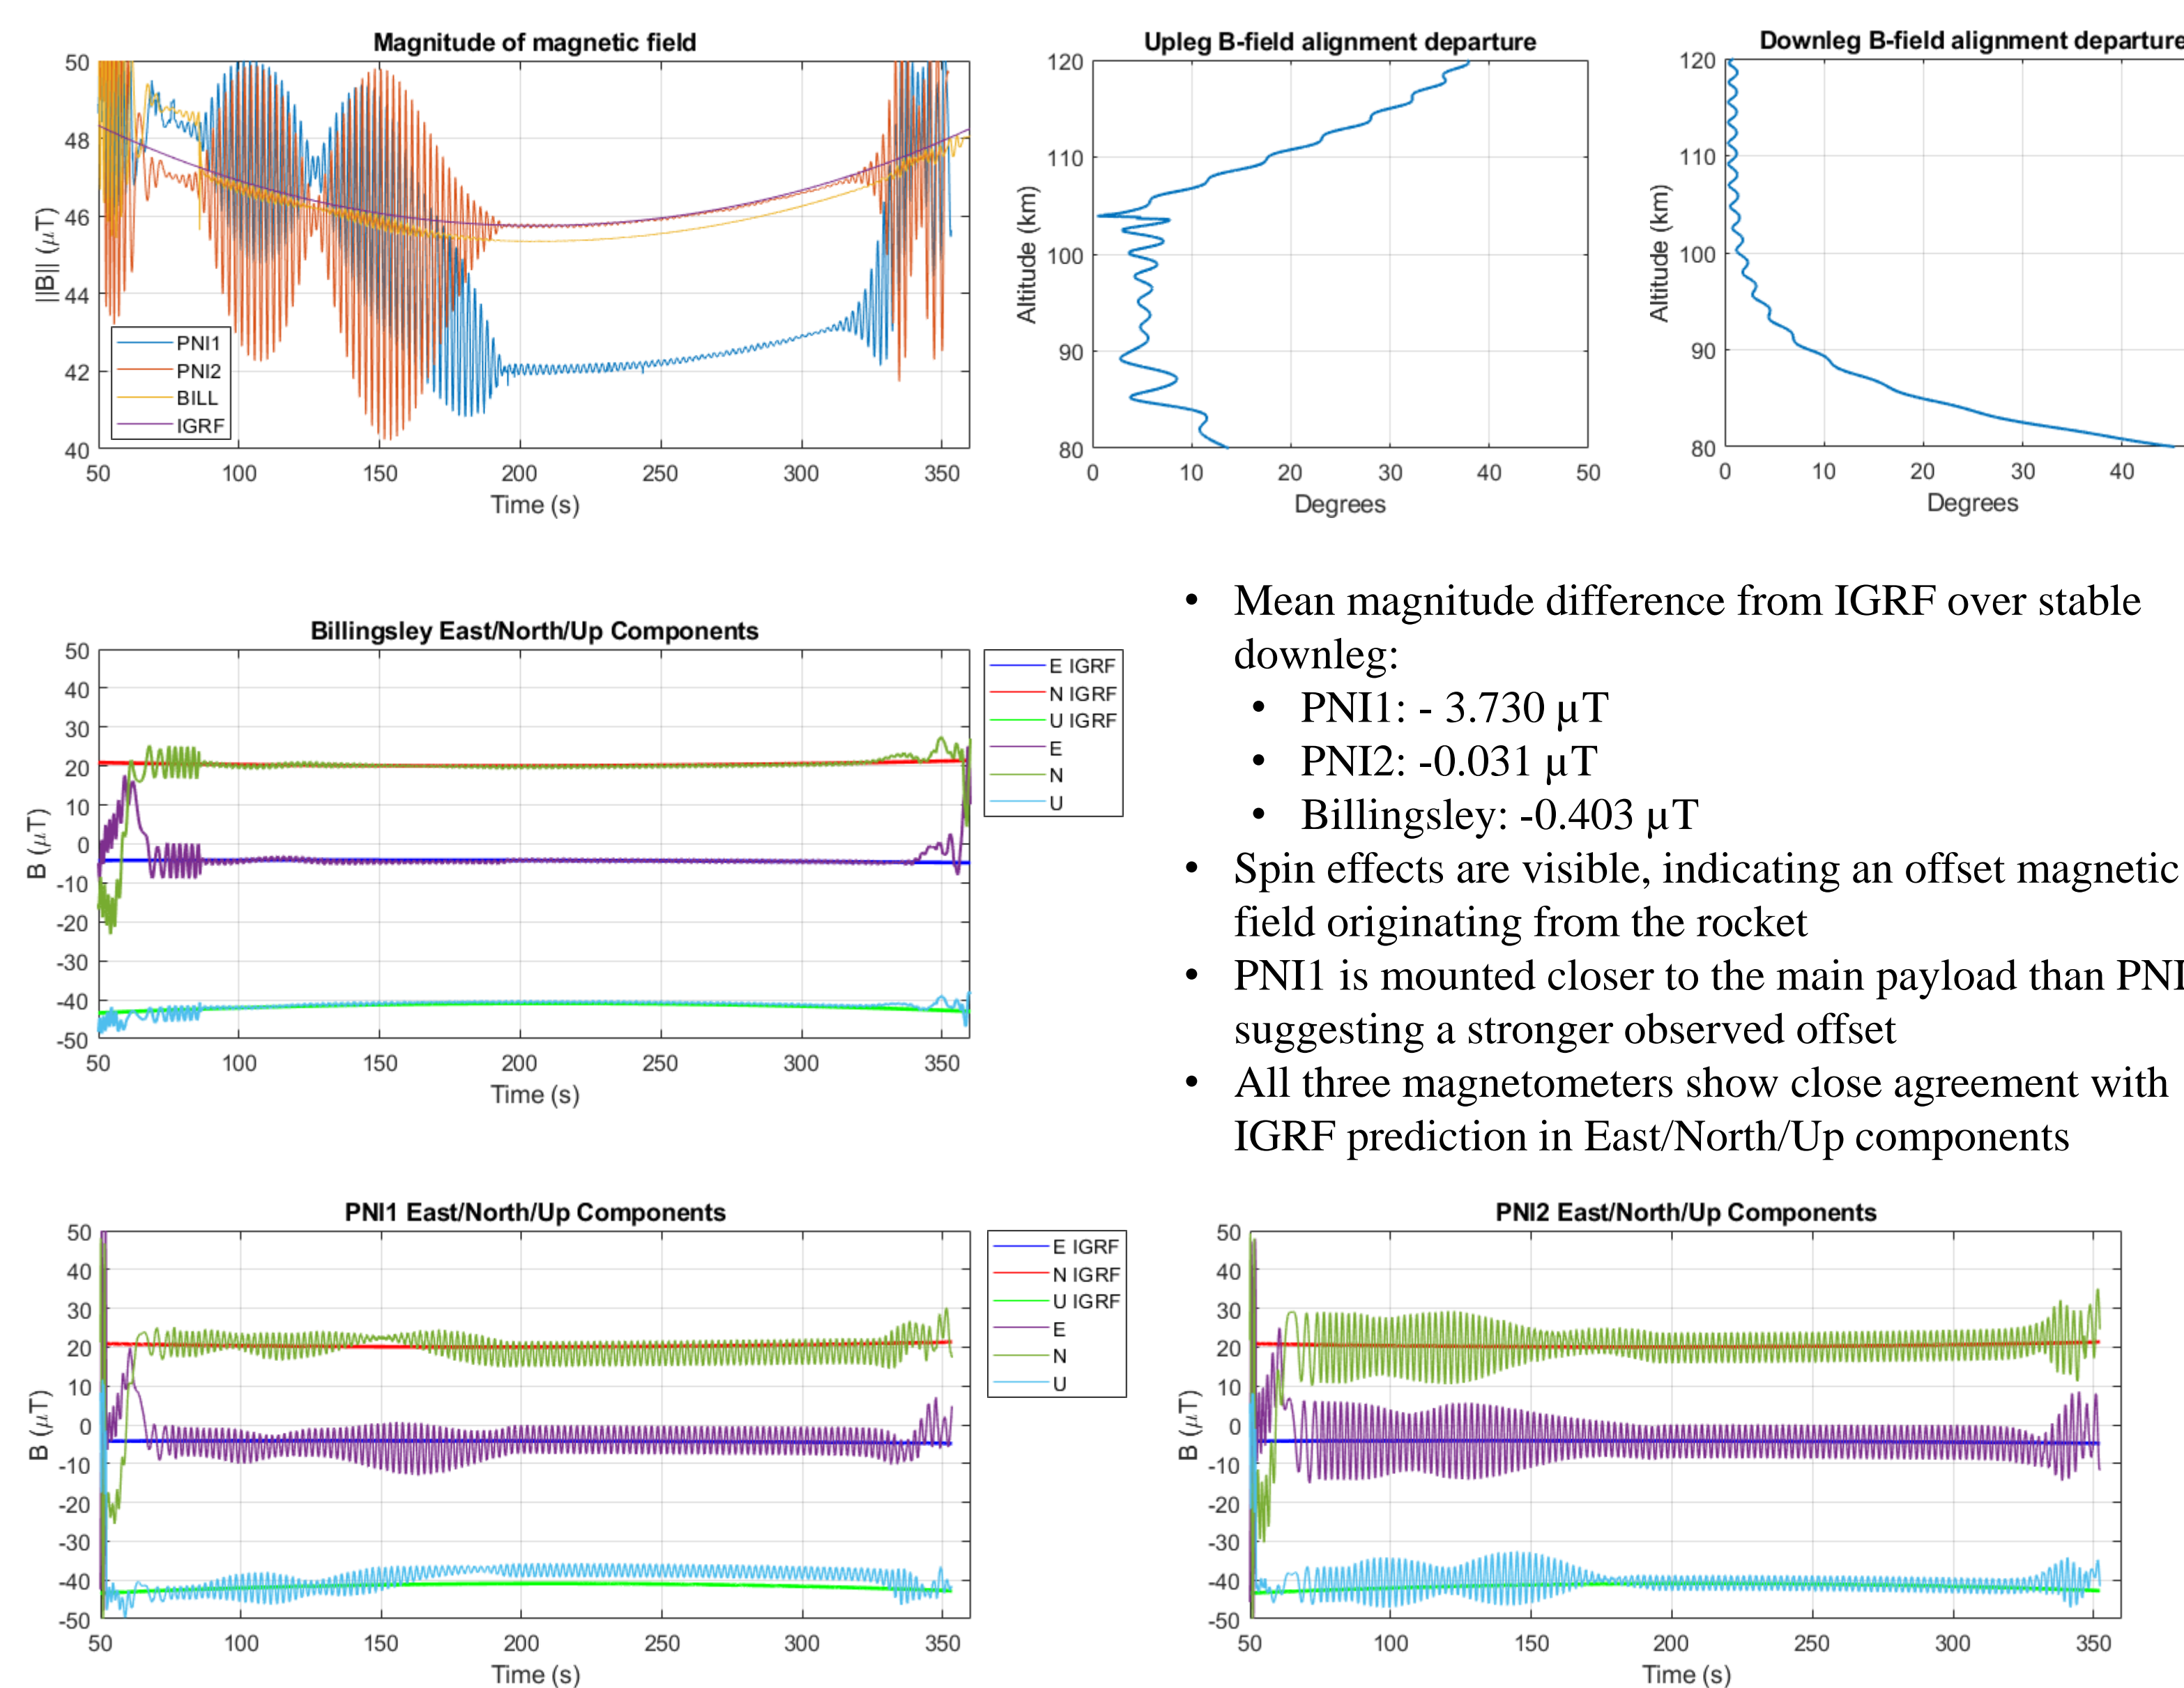 Magnitude of magnetic field
50
48
46
44
42
40
||B|| (μT)
PNI1
PNI2
BILL
IGRF
50 100 150 200 250 300 350
Time (s)
Upleg B-field alignment departure
120
110
100
90
80
Altitude (km)
0 10 20 30 40 50
Degrees
Downleg B-field alignment departure
120
110
100
90
80
Altitude (km)
0 10 20 30 40
Degrees
Billingsley East/North/Up Components
50
40
30
20
10
0
-10
-20
-30
-40
-50
B (μT)
50 100 150 200 250 300 350
Time (s)
E IGRF
N IGRF
U IGRF
E
N
U
• Mean magnitude difference from IGRF over stable
downleg:
• PNI1: - 3.730 μT
• PNI2: -0.031 μT
• Billingsley: -0.403 μT
• Spin effects are visible, indicating an offset magnetic
field originating from the rocket
• PNI1 is mounted closer to the main payload than PNI
suggesting a stronger observed offset
• All three magnetometers show close agreement with
IGRF prediction in East/North/Up components
PNI1 East/North/Up Components
50
40
30
20
10
0
-10
-20
-30
-40
-50
B (μT)
50 100 150 200 250 300 350
Time (s)
E IGRF
N IGRF
U IGRF
E
N
U
PNI2 East/North/Up Components
50
40
30
20
10
0
-10
-20
-30
-40
-50
B (μT)
50 100 150 200 250 300 350
Time (s)